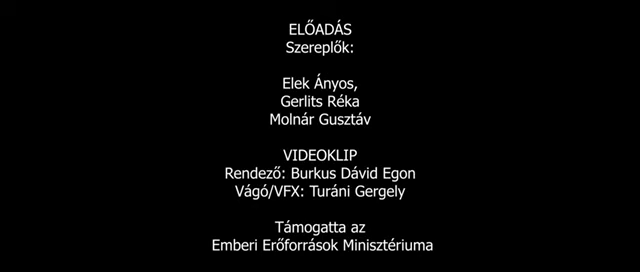 ELŐADÁS
Szereplők:
Elek Ányos,
Gerlits Réka
Molnár Gusztáv
VIDEOKLIP
Rendező: Burkus Dávid Egon
Vágó/VFX: Turáni Gergely
Támogatta az
Emberi Erőforrások Minisztériuma